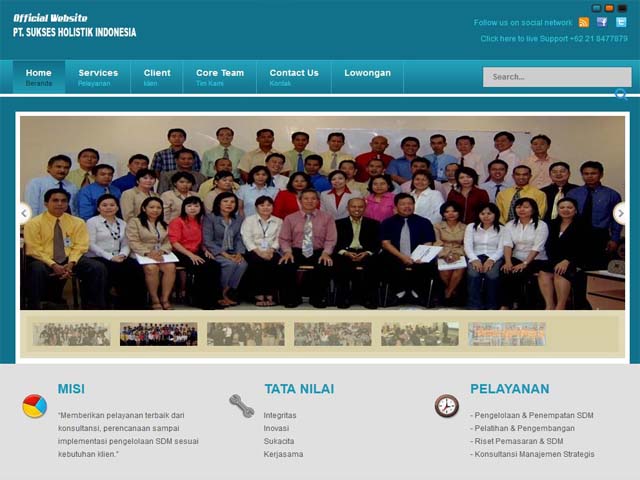 Official Website
PT. SUKSES HOLISTIK INDONESIA
Follow us on social network
Click here to live Support +62 21 8477879
Home
Beranda
Services
Pelayanan
Client
klien
Core Team
Tim Kami
Contact Us
Kontak
Lowongan
Search...
MISI
“Memberikan pelayanan terbaik dari
konsultansi, perencanaan sampai
implementasi pengelolaan SDM sesuai
kebutuhan klien.”
TATA NILAI
Integritas
Inovasi
Sukacita
Kerjasama
PELAYANAN
- Pengelolaan & Penempatan SDM
- Pelatihan & Pengembangan
- Riset Pemasaran & SDM
- Konsultansi Manajemen Strategis